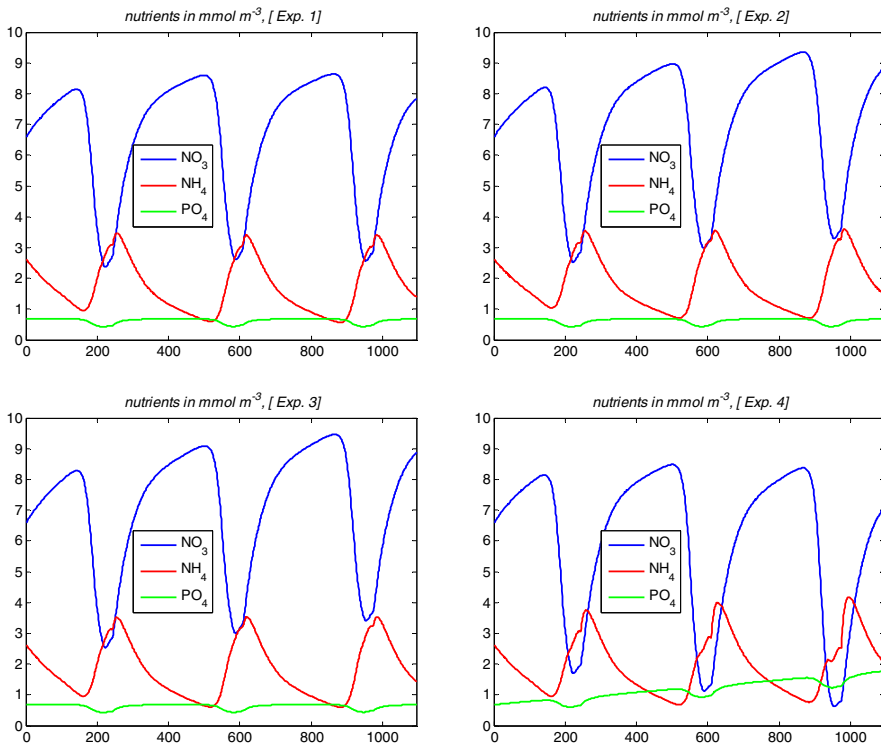 nutrients in mmol m⁻³, [ Exp. 1]
10
9
8
7
6
5
4
3
2
1
0
NO₃
NH₄
PO₄
0 200 400 600 800 1000
nutrients in mmol m⁻³, [ Exp. 2]
10
9
8
7
6
5
4
3
2
1
0
NO₃
NH₄
PO₄
0 200 400 600 800 1000
nutrients in mmol m⁻³, [ Exp. 3]
10
9
8
7
6
5
4
3
2
1
0
NO₃
NH₄
PO₄
0 200 400 600 800 1000
nutrients in mmol m⁻³, [ Exp. 4]
10
9
8
7
6
5
4
3
2
1
0
NO₃
NH₄
PO₄
0 200 400 600 800 1000